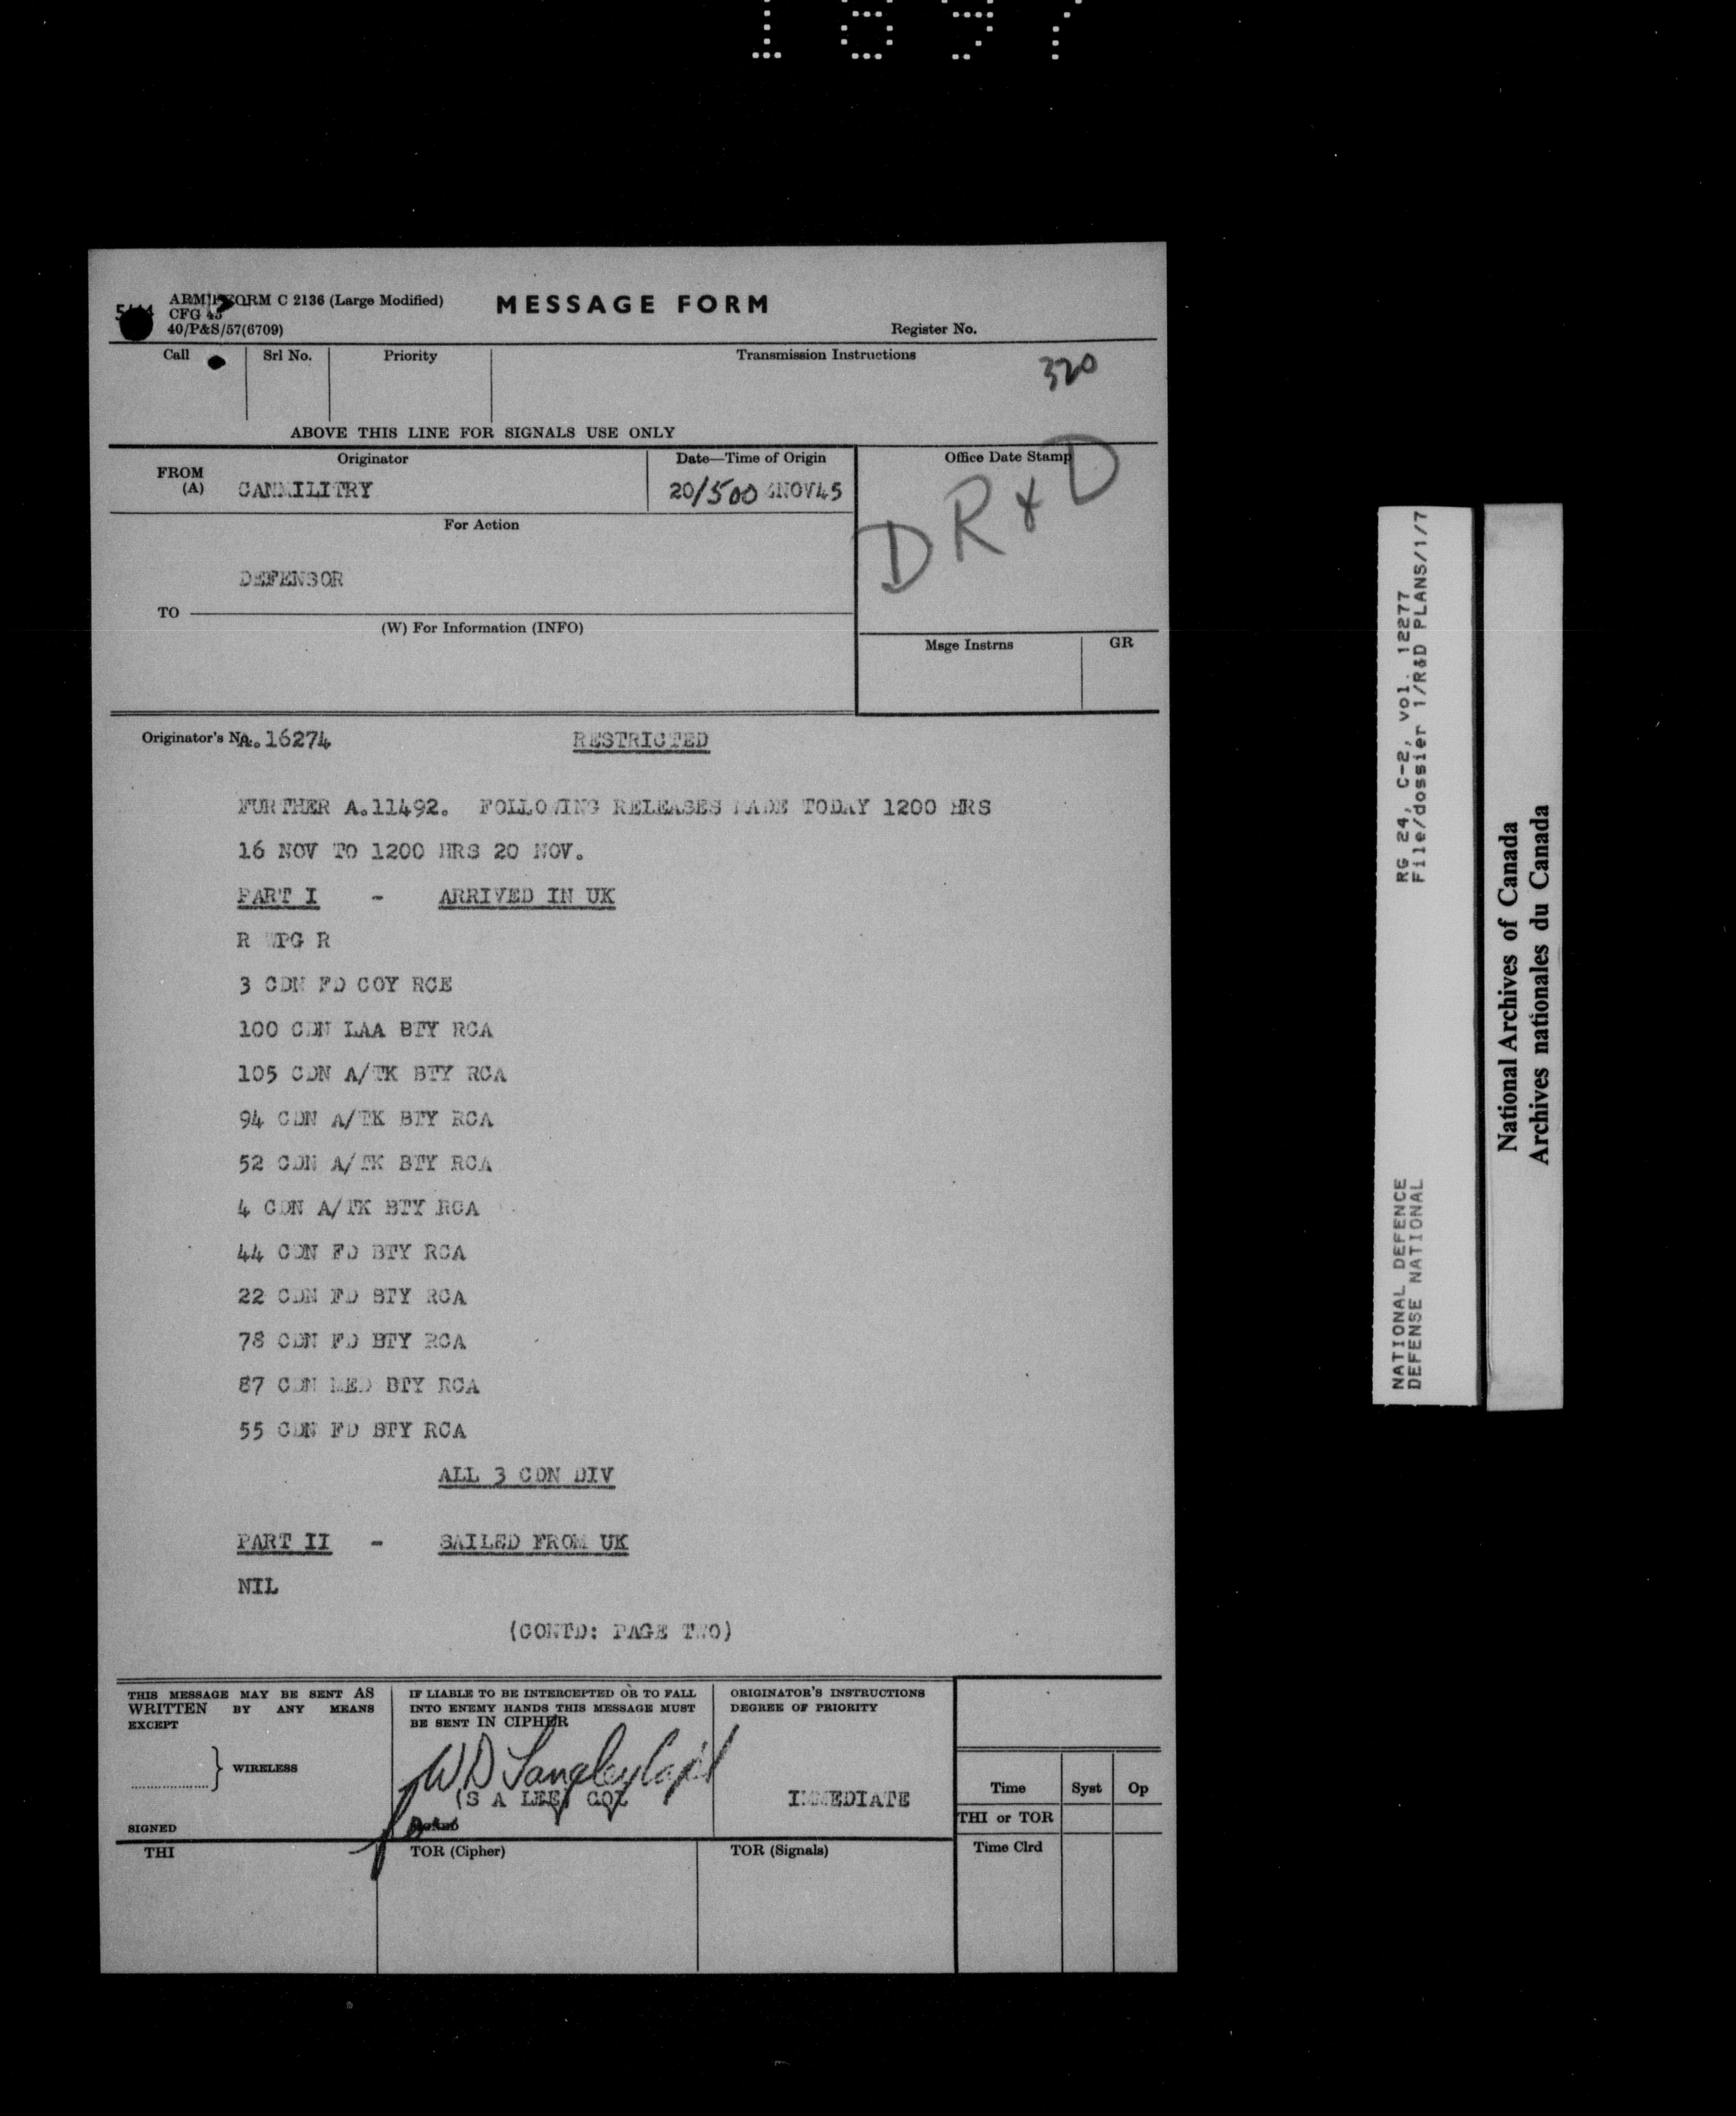 1897
ARMY FORM C 2136 (Large Modified)
MESSAGE FORM
CFG 43
40/P&S/57(6709)
Register No.
Call
Srl No.
Priority
Transmission Instructions
320
ABOVE THIS LINE FOR SIGNALS USE ONLY
Originator
Date—Time of Origin
Office Date Stamp
FROM
(A) CANMILITRY
20/500 NOV45
D R & D
For Action
DEFENSOR
TO
(W) For Information (INFO)
Msge Instrns
GR
Originator's No. A.16274
RESTRICTED
FURTHER A.11492. FOLLOWING RELEASES MADE TODAY 1200 HRS
16 NOV TO 1200 HRS 20 NOV.
PART I - ARRIVED IN UK
R WPG R
3 CDN FD COY RCE
100 CDN LAA BTY RCA
105 CDN A/TK BTY RCA
94 CDN A/TK BTY RCA
52 CDN A/TK BTY RCA
4 CDN A/TK BTY RCA
44 CDN FD BTY RCA
22 CDN FD BTY RCA
78 CDN FD BTY RCA
87 CDN MED BTY RCA
55 CDN FD BTY RCA
ALL 3 CDN DIV
PART II - SAILED FROM UK
NIL
(CONTD: PAGE TWO)
THIS MESSAGE MAY BE SENT AS
WRITTEN BY ANY MEANS
EXCEPT
WIRELESS
SIGNED
IF LIABLE TO BE INTERCEPTED OR TO FALL
INTO ENEMY HANDS THIS MESSAGE MUST
BE SENT IN CIPHER
W D Langley Capt
(S A LEE) COL
ORIGINATOR'S INSTRUCTIONS
DEGREE OF PRIORITY
IMMEDIATE
Time
Syst
Op
THI or TOR
Time Clrd
THI
TOR (Cipher)
TOR (Signals)
NATIONAL DEFENCE RG 24, C-2, vol. 12277
DEFENSE NATIONAL File/dossier 1/R&D PLANS/1/7
National Archives of Canada
Archives nationales du Canada